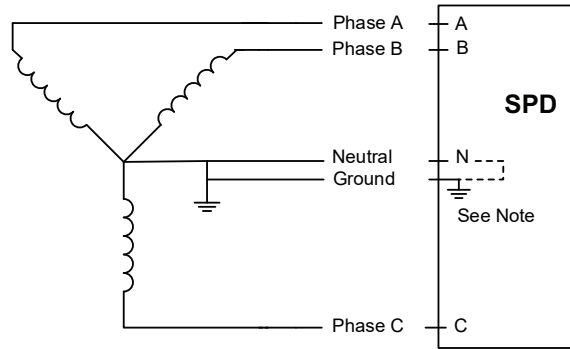 Phase A A
Phase B B
SPD
Neutral N
Ground
See Note
Phase C C